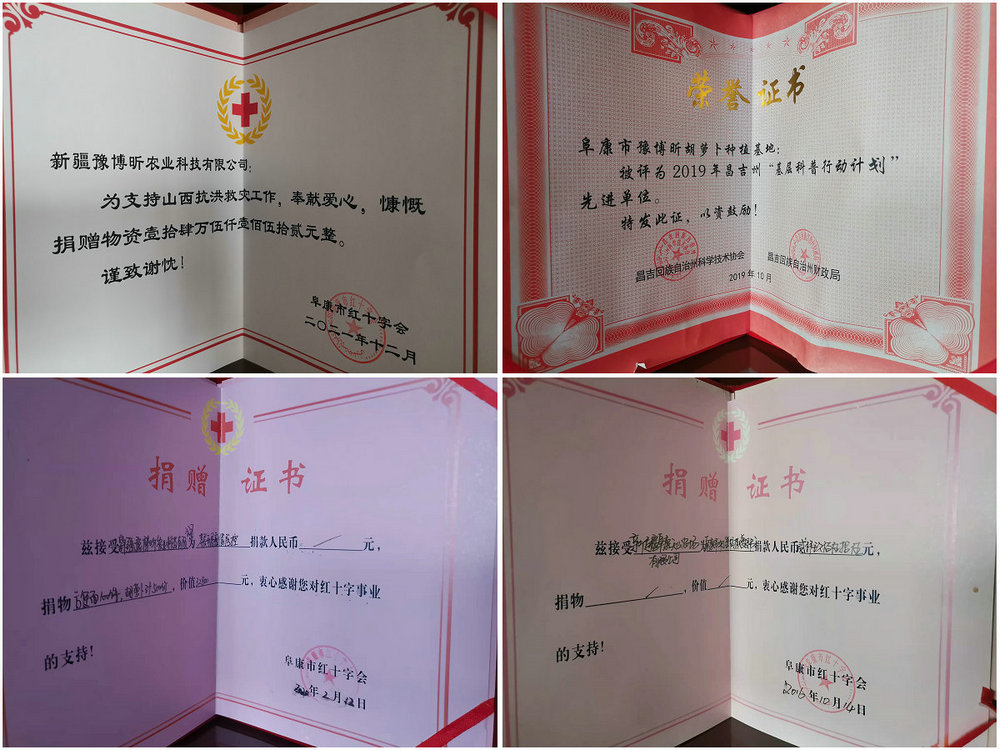 新疆豫博昕农业科技有限公司:
为支持山西抗洪救灾工作，奉献爱心，慷慨
捐赠物资壹拾肆万伍仟壹佰伍拾贰元整。
谨致谢忱!
阜康市红十字会
二〇二一年十二月
荣誉证书
阜康市豫博昕胡萝卜种植基地:
被评为2019年昌吉州“基层科普行动计划”
先进单位。
特发此证，以资鼓励!
昌吉回族自治州科学技术协会 昌吉回族自治州财政局
2019年10月
捐赠证书
兹接受 捐款人民币 元，
捐物 ，价值 元，衷心感谢您对红十字事业
的支持!
阜康市红十字会
年2月12日
捐赠证书
兹接受 捐款人民币 元，
有限公司
捐物 ，价值 元，衷心感谢您对红十字事业
的支持!
阜康市红十字会
2016年10月14日